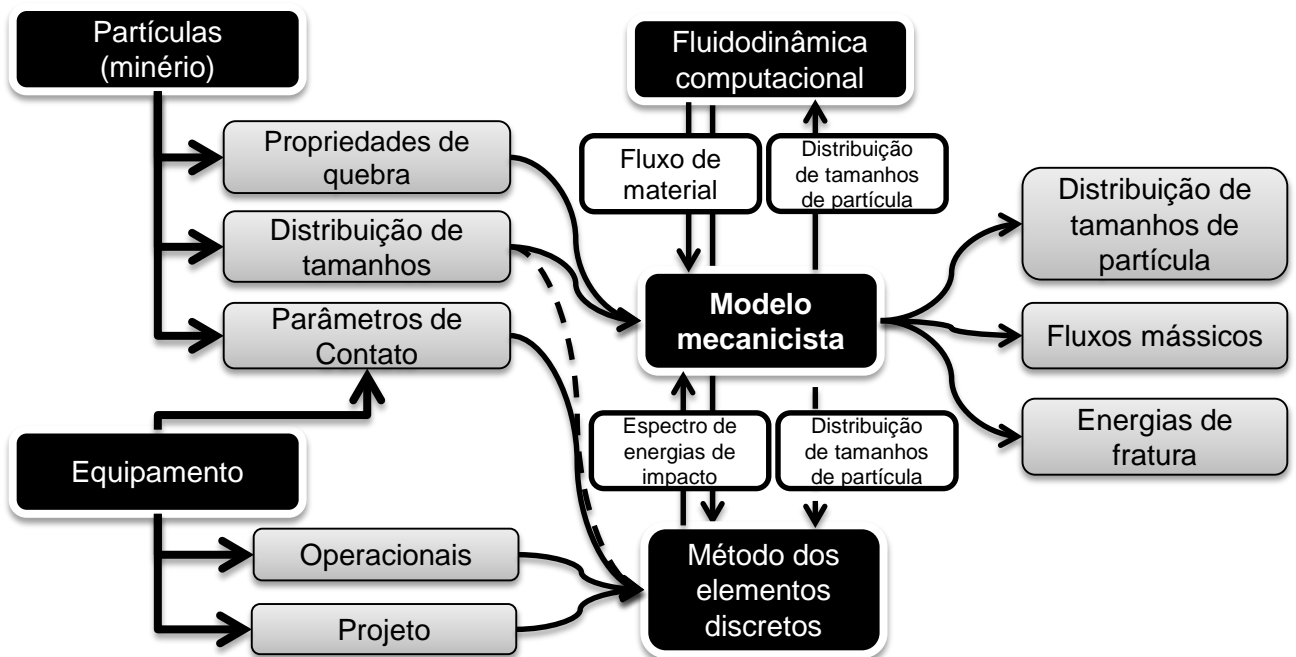 Partículas
(minério)
Propriedades de
quebra
Distribuição de
tamanhos
Parâmetros de
Contato
Equipamento
Operacionais
Projeto
Fluidodinâmica
computacional
Fluxo de
material
Distribuição
de tamanhos
de partícula
Modelo
mecanicista
Espectro de
energias de
impacto
Distribuição
de tamanhos
de partícula
Método dos
elementos
discretos
Distribuição de
tamanhos de
partícula
Fluxos mássicos
Energias de
fratura